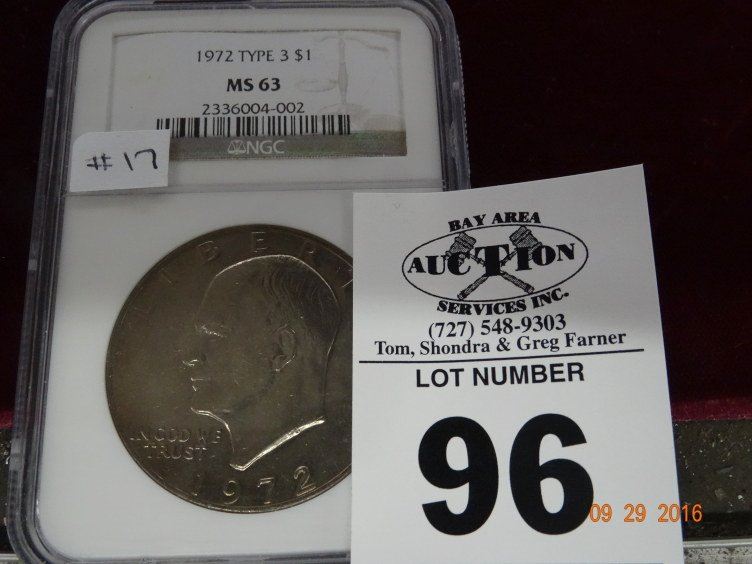 1972 TYPE 3 $1
MS 63
2336004-002
NGC
# 17
LIBERT
IN GOD WE
TRUST
1972
BAY AREA
AUCTION
SERVICES INC.
(727) 548-9303
Tom, Shondra & Greg Farner
LOT NUMBER
96
09 29 2016